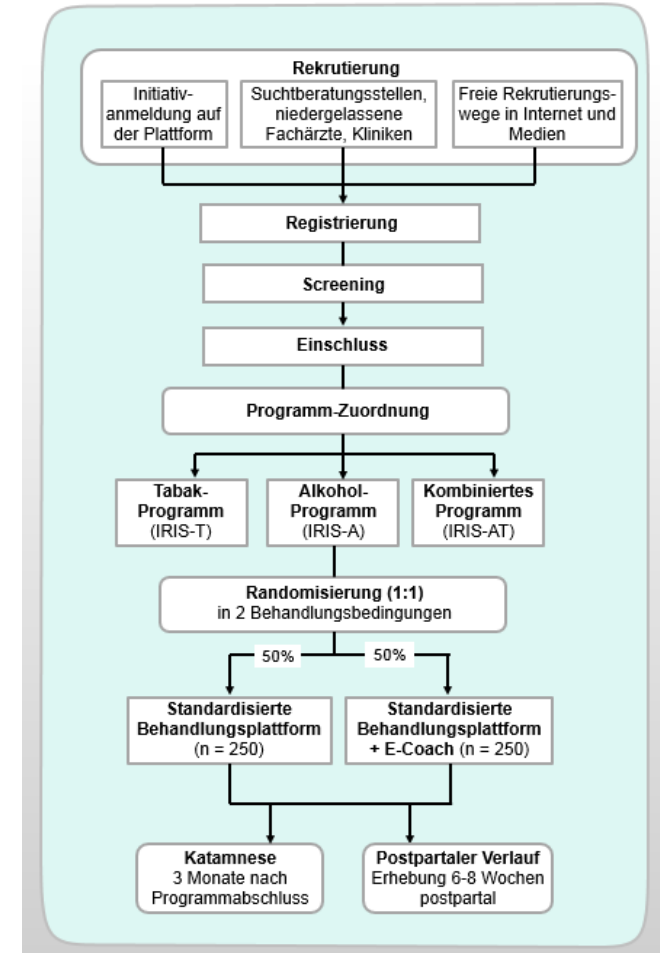 Rekrutierung
Initiativ-
anmeldung auf
der Plattform
Suchtberatungsstellen,
niedergelassene
Fachärzte, Kliniken
Freie Rekrutierungs-
wege in Internet und
Medien
Registrierung
Screening
Einschluss
Programm-Zuordnung
Tabak-
Programm
(IRIS-T)
Alkohol-
Programm
(IRIS-A)
Kombiniertes
Programm
(IRIS-AT)
Randomisierung (1:1)
in 2 Behandlungsbedingungen
50%
50%
Standardisierte
Behandlungsplattform
(n = 250)
Standardisierte
Behandlungsplattform
+ E-Coach (n = 250)
Katamnese
3 Monate nach
Programmabschluss
Postpartaler Verlauf
Erhebung 6-8 Wochen
postpartal